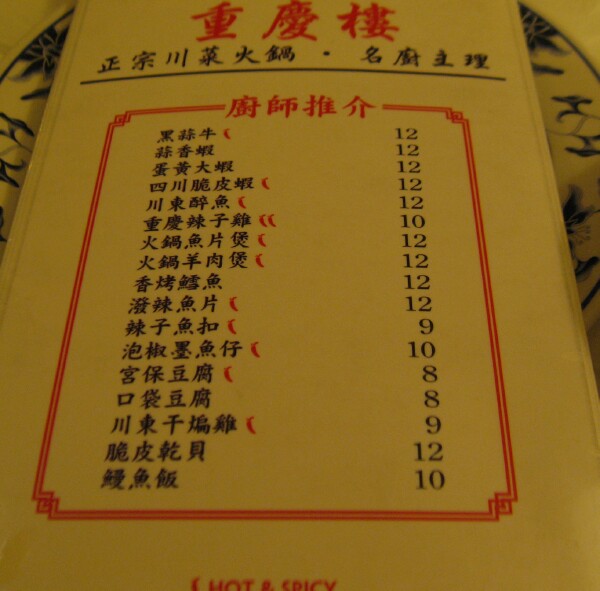 重慶樓
正宗川菜火鍋 · 名廚主理
廚師推介
黑蒜牛 12
蒜香蝦 12
蛋黃大蝦 12
四川脆皮蝦 12
川東醉魚 12
重慶辣子雞 10
火鍋魚片煲 12
火鍋羊肉煲 12
香烤鱈魚 12
潑辣魚片 12
辣子魚扣 9
泡椒墨魚仔 10
宮保豆腐 8
口袋豆腐 8
川東干煸雞 9
脆皮乾貝 12
鰻魚飯 10
HOT & SPICY